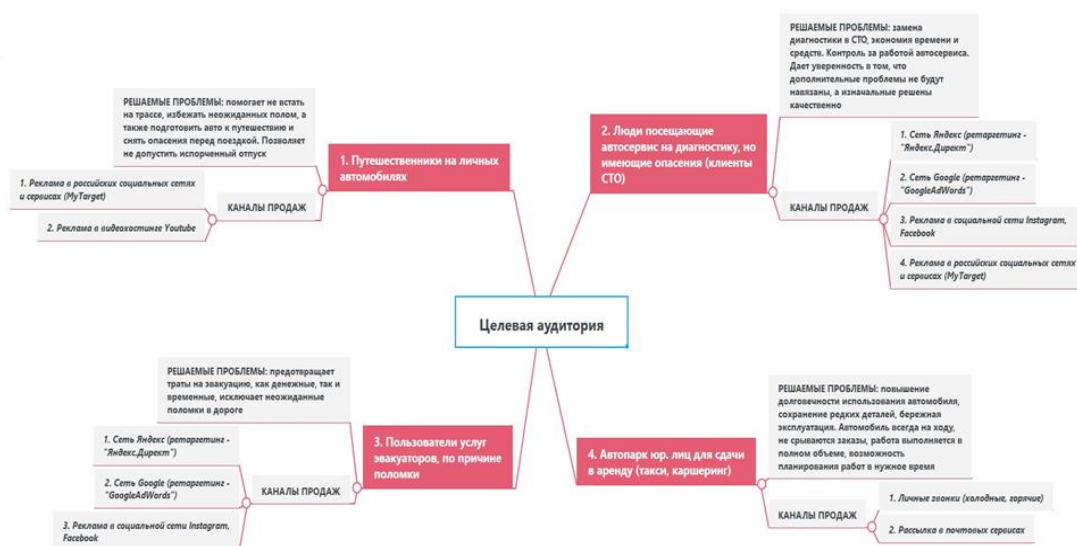 РЕШАЕМЫЕ ПРОБЛЕМЫ: помогает не встать
на трассе, избежать неожиданных полом, а
также подготовить авто к путешествию и
снять опасения перед поездкой. Позволяет
не допустить испорченный отпуск
1. Путешественники на личных
автомобилях
КАНАЛЫ ПРОДАЖ
1. Реклама в российских социальных сетях
и сервисах (MyTarget)
2. Реклама в видеохостинге Youtube
РЕШАЕМЫЕ ПРОБЛЕМЫ: замена
диагностики в СТО, экономия времени и
средств. Контроль за работой автосервиса.
Дает уверенность в том, что
дополнительные проблемы не будут
навязаны, а изначальные решены
качественно
2. Люди посещающие
автосервис на диагностику, но
имеющие опасения (клиенты
СТО)
КАНАЛЫ ПРОДАЖ
1. Сеть Яндекс (ретаргетинг -
"Яндекс.Директ")
2. Сеть Google (ретаргетинг -
"GoogleAdWords")
3. Реклама в социальной сети Instagram,
Facebook
4. Реклама в российских социальных сетях
и сервисах (MyTarget)
Целевая аудитория
РЕШАЕМЫЕ ПРОБЛЕМЫ: предотвращает
траты на эвакуацию, как денежные, так и
временные, исключает неожиданные
поломки в дороге
3. Пользователи услуг
эвакуаторов, по причине
поломки
КАНАЛЫ ПРОДАЖ
1. Сеть Яндекс (ретаргетинг -
"Яндекс.Директ")
2. Сеть Google (ретаргетинг -
"GoogleAdWords")
3. Реклама в социальной сети Instagram,
Facebook
РЕШАЕМЫЕ ПРОБЛЕМЫ: повышение
долговечности использования автомобиля,
сохранение редких деталей, бережная
эксплуатация. Автомобиль всегда на ходу,
не срываются заказы, работа выполняется в
полном объеме, возможность
планирования работ в нужное время
4. Автопарк юр. лиц для сдачи
в аренду (такси, каршеринг)
КАНАЛЫ ПРОДАЖ
1. Личные звонки (холодные, горячие)
2. Рассылка в почтовых сервисах